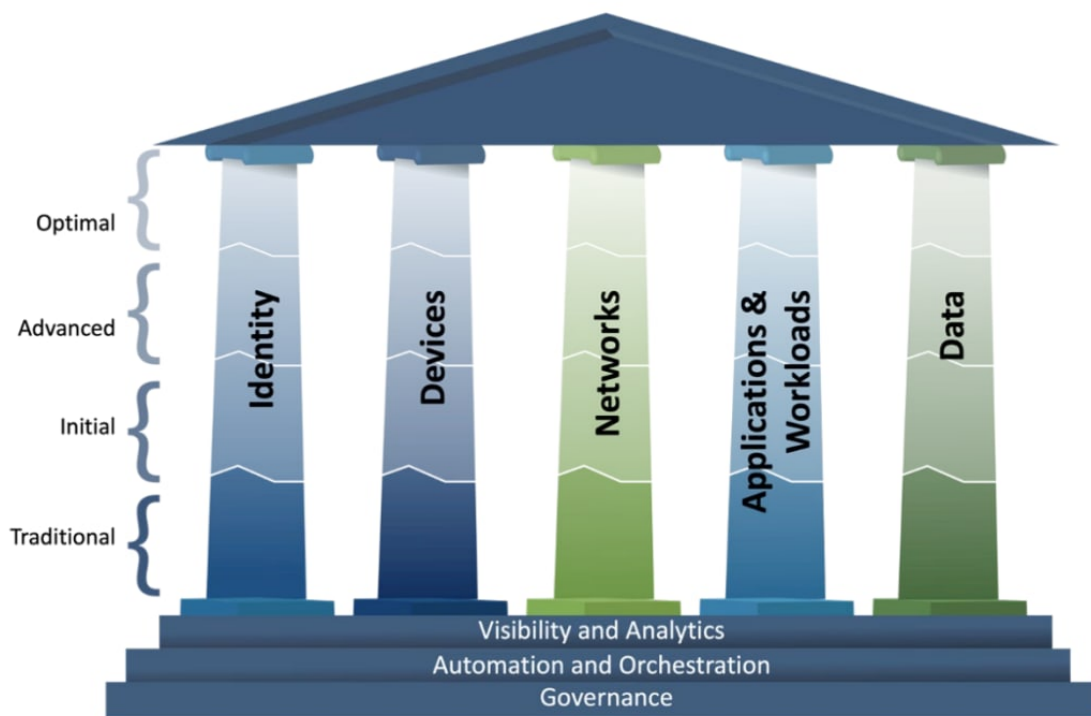 Optimal
Advanced
Initial
Traditional
Identity
Devices
Networks
Applications &
Workloads
Data
Visibility and Analytics
Automation and Orchestration
Governance